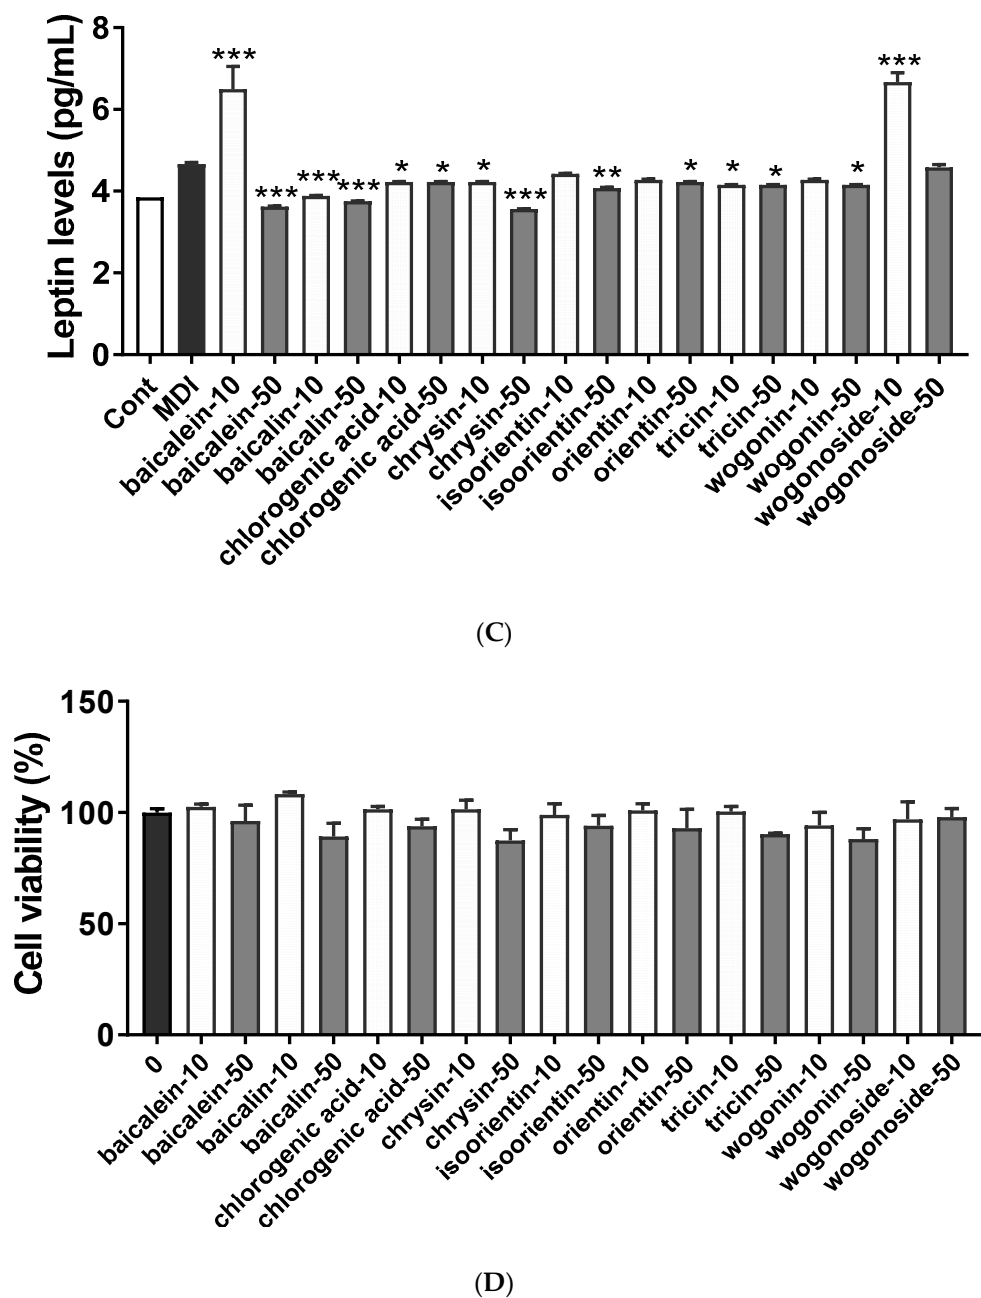 Leptin levels (pg/mL)
8
6
4
2
0
***
***
***
***
*
*
*
***
**
*
*
*
*
***
Cont
MDI
baicalein-10
baicalein-50
baicalin-10
baicalin-50
chlorogenic acid-10
chlorogenic acid-50
chrysin-10
chrysin-50
isoorientin-10
isoorientin-50
orientin-10
orientin-50
tricin-10
tricin-50
wogonin-10
wogonin-50
wogonoside-10
wogonoside-50
(C)
Cell viability (%)
150
100
50
0
0
baicalein-10
baicalein-50
baicalin-10
baicalin-50
chlorogenic acid-10
chlorogenic acid-50
chrysin-10
chrysin-50
isoorientin-10
isoorientin-50
orientin-10
orientin-50
tricin-10
tricin-50
wogonin-10
wogonin-50
wogonoside-10
wogonoside-50
(D)